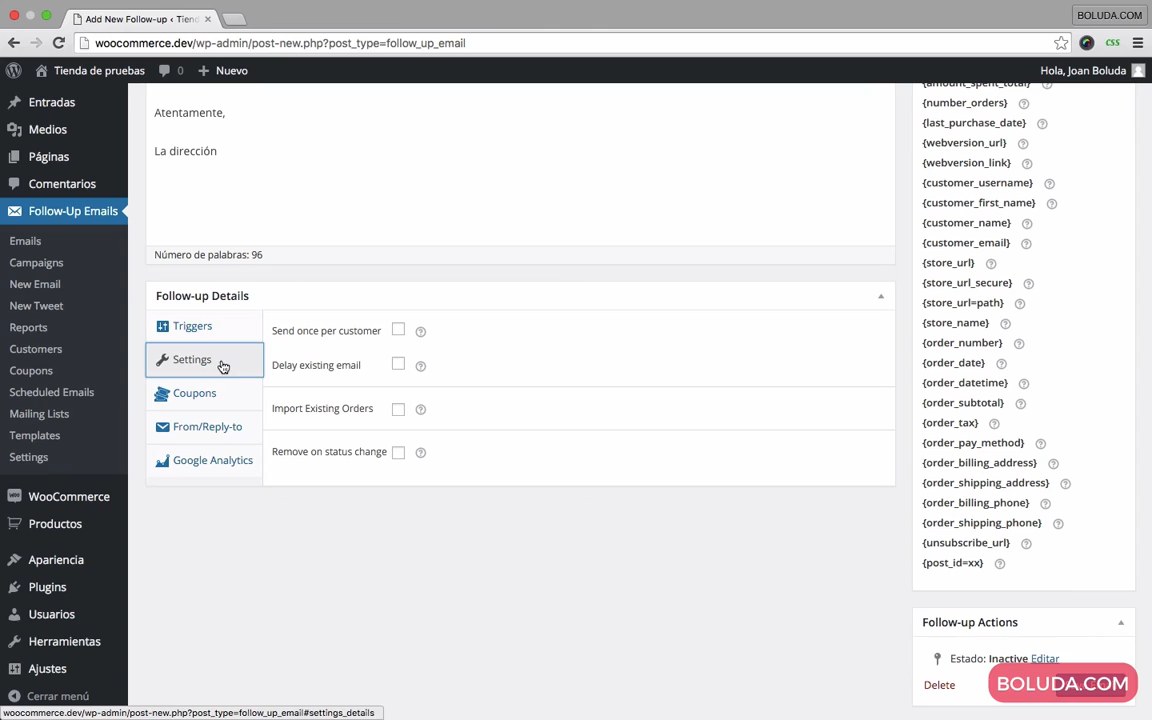 Add New Follow-up ‹ Tiend
BOLUDA.COM
woocommerce.dev/wp-admin/post-new.php?post_type=follow_up_email
CSS
Tienda de pruebas
0
Nuevo
Hola, Joan Boluda
Entradas
Medios
Páginas
Comentarios
Follow-Up Emails
Emails
Campaigns
New Email
New Tweet
Reports
Customers
Coupons
Scheduled Emails
Mailing Lists
Templates
Settings
WooCommerce
Productos
Apariencia
Plugins
Usuarios
Herramientas
Ajustes
Cerrar menú
Atentamente,
La dirección
Número de palabras: 96
Follow-up Details
Triggers
Settings
Coupons
From/Reply-to
Google Analytics
Send once per customer
Delay existing email
Import Existing Orders
Remove on status change
{amount_spent_total}
{number_orders}
{last_purchase_date}
{webversion_url}
{webversion_link}
{customer_username}
{customer_first_name}
{customer_name}
{customer_email}
{store_url}
{store_url_secure}
{store_url=path}
{store_name}
{order_number}
{order_date}
{order_datetime}
{order_subtotal}
{order_tax}
{order_pay_method}
{order_billing_address}
{order_shipping_address}
{order_billing_phone}
{order_shipping_phone}
{unsubscribe_url}
{post_id=xx}
Follow-up Actions
Estado: Inactive Editar
Delete
BOLUDA.COM
woocommerce.dev/wp-admin/post-new.php?post_type=follow_up_email#settings_details